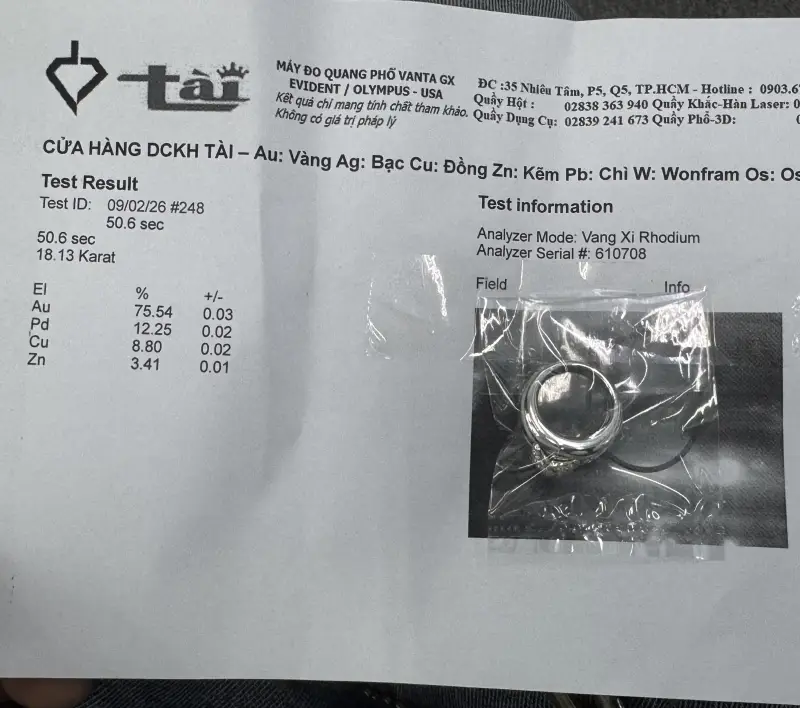 tài
MÁY ĐO QUANG PHỔ VANTA GX
EVIDENT / OLYMPUS - USA
Kết quả chỉ mang tính chất tham khảo.
Không có giá trị pháp lý
ĐC :35 Nhiêu Tâm, P5, Q5, TP.HCM - Hotline : 0903.6
Quầy Hột : 02838 363 940 Quầy Khắc-Hàn Laser: 0
Quầy Dụng Cụ: 02839 241 673 Quầy Phổ-3D:
CỬA HÀNG DCKH TÀI – Au: Vàng Ag: Bạc Cu: Đồng Zn: Kẽm Pb: Chì W: Wonfram Os: Os
Test Result
Test ID: 09/02/26 #248
50.6 sec
50.6 sec
18.13 Karat
El % +/-
Au 75.54 0.03
Pd 12.25 0.02
Cu 8.80 0.02
Zn 3.41 0.01
Test information
Analyzer Mode: Vang Xi Rhodium
Analyzer Serial #: 610708
Field Info